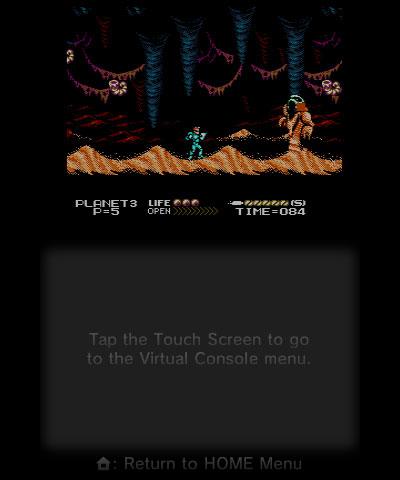 PLANET3 LIFE (S)
P=5 OPEN TIME=084
Tap the Touch Screen to go
to the Virtual Console menu.
: Return to HOME Menu